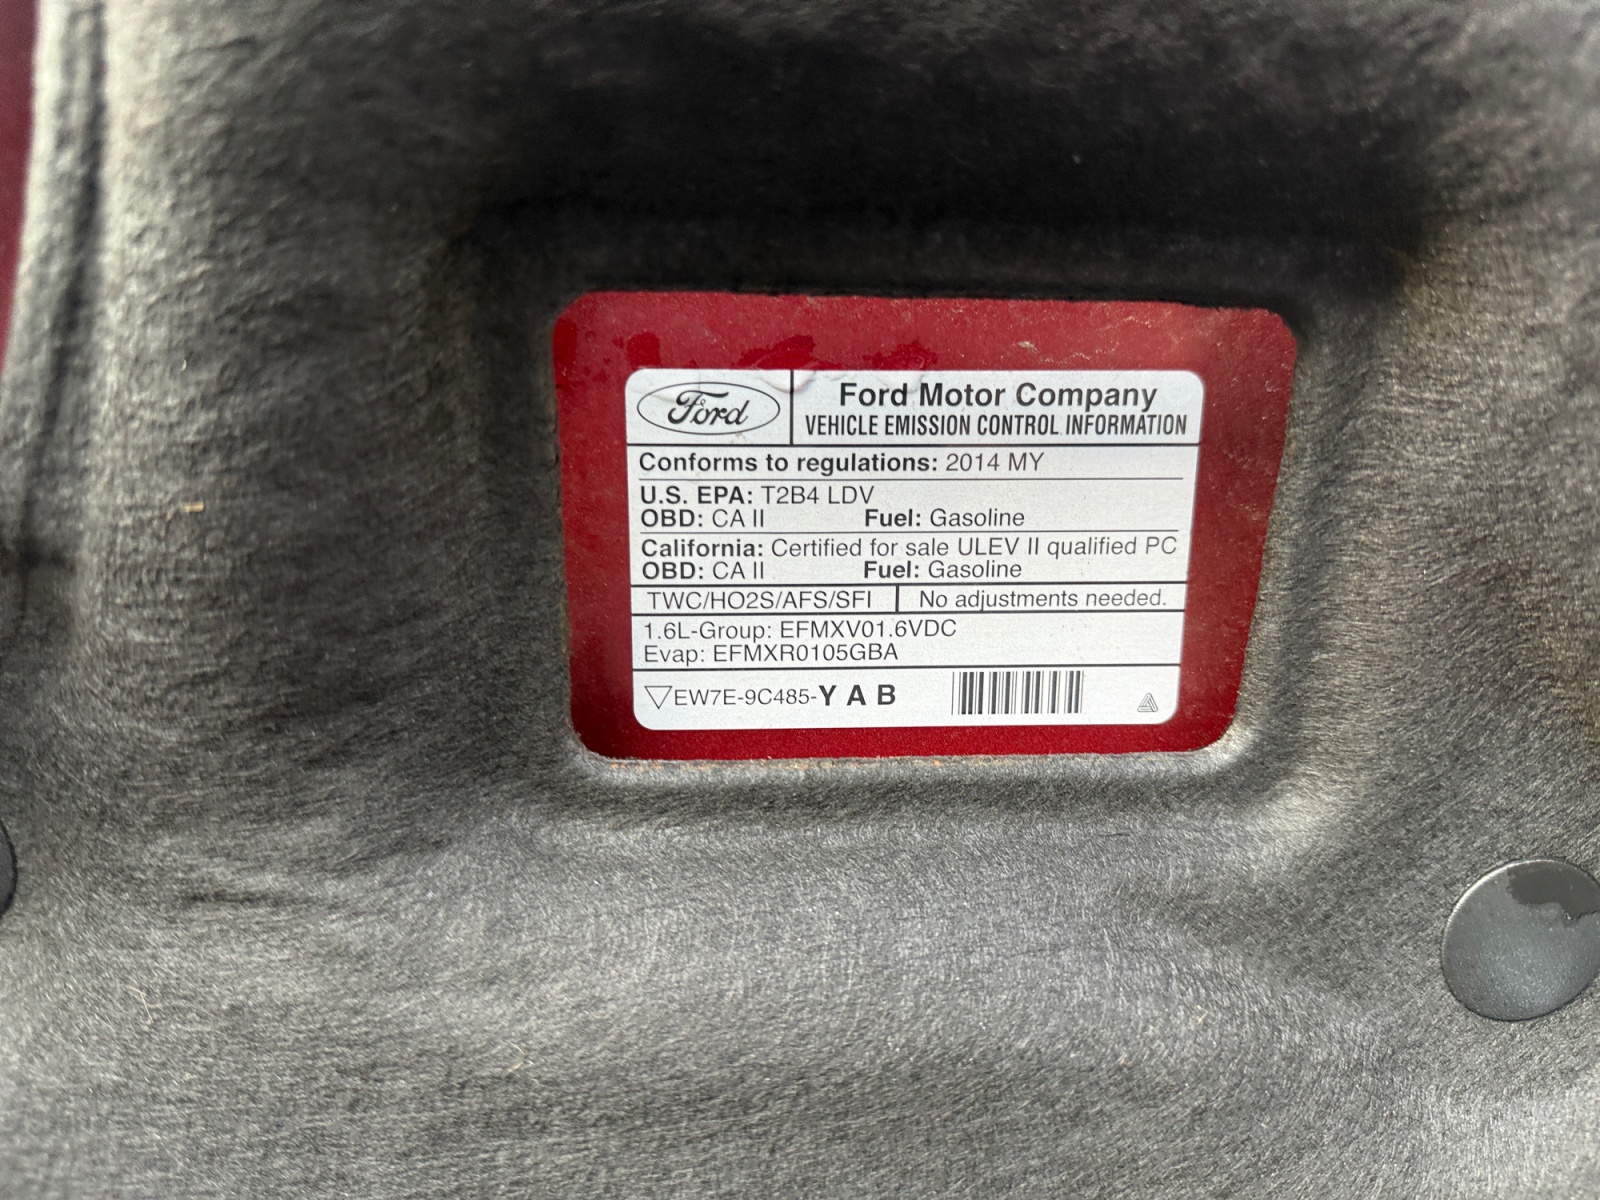 Ford
Ford Motor Company
VEHICLE EMISSION CONTROL INFORMATION
Conforms to regulations: 2014 MY
U.S. EPA: T2B4 LDV
OBD: CA II Fuel: Gasoline
California: Certified for sale ULEV II qualified PC
OBD: CA II Fuel: Gasoline
TWC/HO2S/AFS/SFI No adjustments needed.
1.6L-Group: EFMXV01.6VDC
Evap: EFMXR0105GBA
▽EW7E-9C485-Y A B